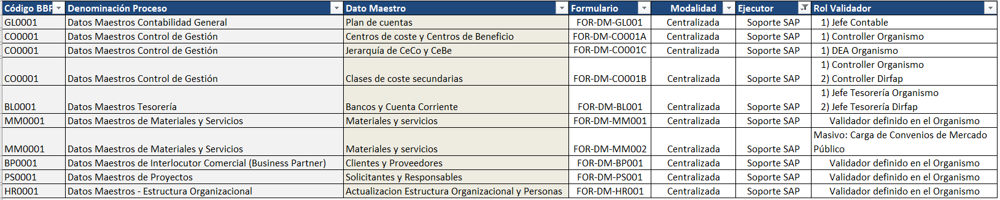 Código BBP Denominación Proceso Dato Maestro Formulario Modalidad Ejecutor Rol Validador
GL0001 Datos Maestros Contabilidad General Plan de cuentas FOR-DM-GL001 Centralizada Soporte SAP 1) Jefe Contable
CO0001 Datos Maestros Control de Gestión Centros de coste y Centros de Beneficio FOR-DM-CO001A Centralizada Soporte SAP 1) Controller Organismo
CO0001 Datos Maestros Control de Gestión Jerarquía de CeCo y CeBe FOR-DM-CO001C Centralizada Soporte SAP 1) DEA Organismo
1) Controller Organismo
CO0001 Datos Maestros Control de Gestión Clases de coste secundarias FOR-DM-CO001B Centralizada Soporte SAP 2) Controller Dirfap
1) Jefe Tesorería Organismo
BL0001 Datos Maestros Tesorería Bancos y Cuenta Corriente FOR-DM-BL001 Centralizada Soporte SAP 2) Jefe Tesorería Dirfap
MM0001 Datos Maestros de Materiales y Servicios Materiales y servicios FOR-DM-MM001 Centralizada Soporte SAP Validador definido en el Organismo
Masivo: Carga de Convenios de Mercado
MM0001 Datos Maestros de Materiales y Servicios Materiales y servicios FOR-DM-MM002 Centralizada Soporte SAP Público
BP0001 Datos Maestros de Interlocutor Comercial (Business Partner) Clientes y Proveedores FOR-DM-BP001 Centralizada Soporte SAP Validador definido en el Organismo
PS0001 Datos Maestros de Proyectos Solicitantes y Responsables FOR-DM-PS001 Centralizada Soporte SAP Validador definido en el Organismo
HR0001 Datos Maestros - Estructura Organizacional Actualizacion Estructura Organizacional y Personas FOR-DM-HR001 Centralizada Soporte SAP Validador definido en el Organismo